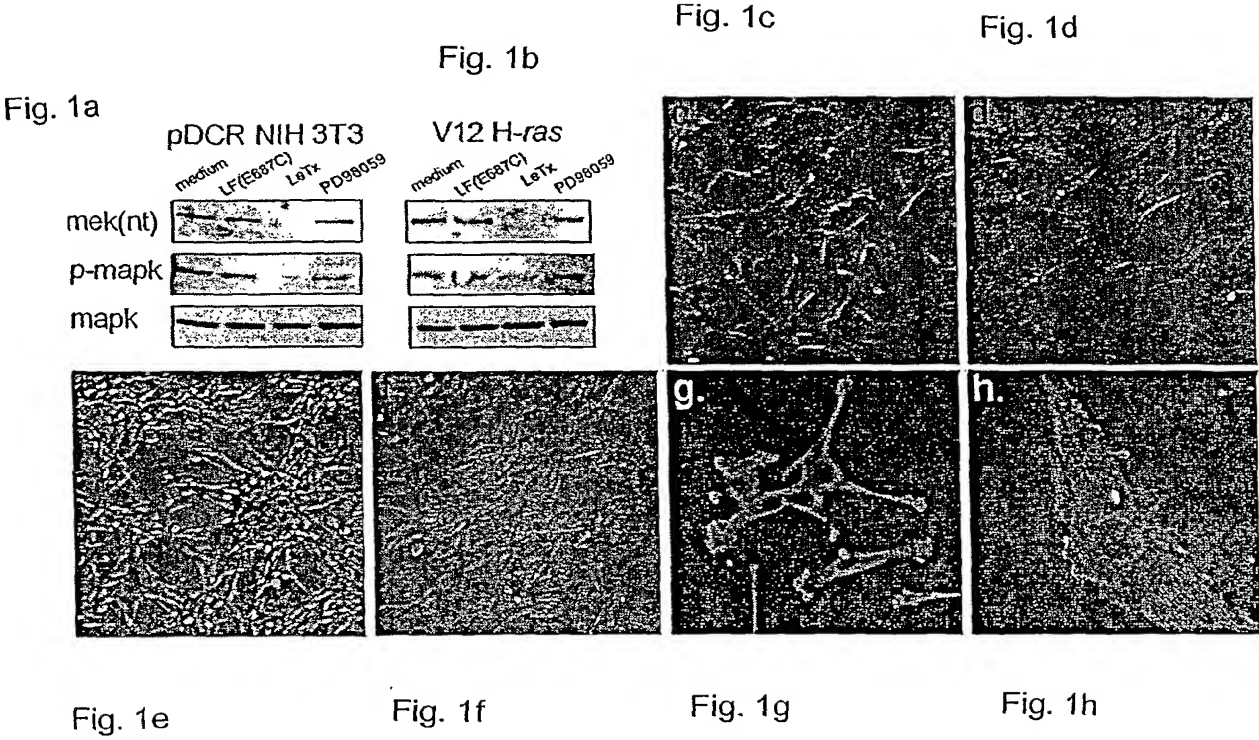 Fig. 1c
Fig. 1d
Fig. 1b
Fig. 1a
pDCR NIH 3T3
V12 H-ras
medium
LF(E687C)
LeTx
PD98059
medium
LF(E687C)
LeTx
PD98059
mek(nt)
p-mapk
mapk
c.
d.
g.
h.
Fig. 1e
Fig. 1f
Fig. 1g
Fig. 1h